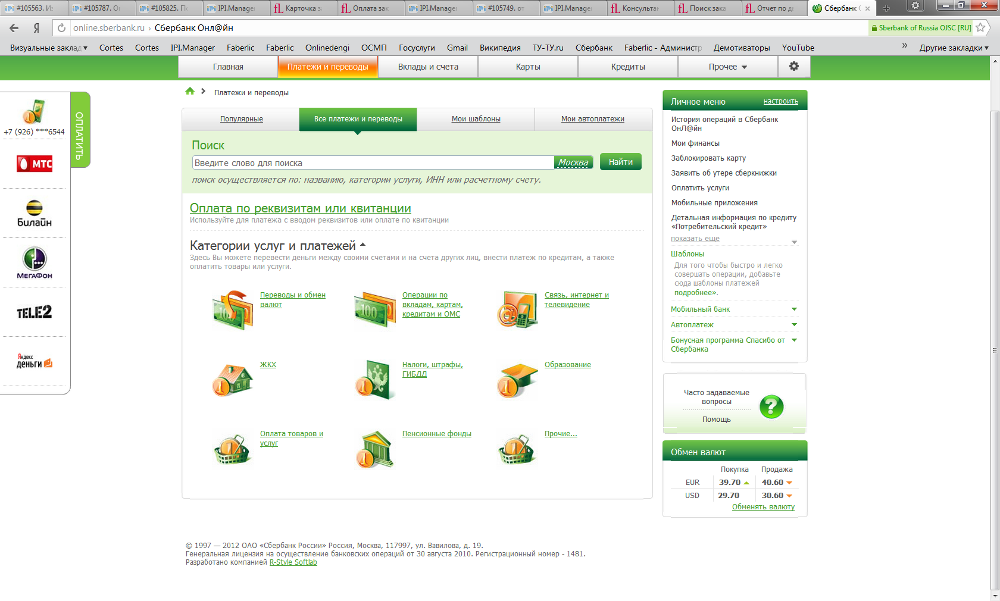 #105563. Из
#105787. От
#105825. По
IPI.Manager
Карточка за
Оплата зак
IPI.Manager
#105749. от
IPI.Manager
Консультан
Поиск зака
Отчет по д
Сбербанк
online.sberbank.ru › Сбербанк Онл@йн
Sberbank of Russia OJSC [RU]
Визуальные заклад
Cortes
Cortes
IPI.Manager
Faberlic
Faberlic
Onlinedengi
ОСМП
Госуслуги
Gmail
Википедия
ТУ-ТУ.ru
Сбербанк
Faberlic - Администр
Демотиваторы
YouTube
»
Другие закладки
Главная
Платежи и переводы
Вклады и счета
Карты
Кредиты
Прочее
Платежи и переводы
+7 (926) ***6544
ОПЛАТИТЬ
МТС
Билайн
МегаФон
TELE2
Яндекс
деньги
Популярные
Все платежи и переводы
Мои шаблоны
Мои автоплатежи
Поиск
Введите слово для поиска
Москва
Найти
поиск осуществляется по: названию, категории услуги, ИНН или расчетному счету.
Оплата по реквизитам или квитанции
Используйте для платежа с вводом реквизитов или оплате по квитанции
Категории услуг и платежей
Здесь Вы можете перевести деньги между своими счетами и на счета других лиц, внести платеж по кредитам, а также
оплатить товары или услуги.
Переводы и обмен
валют
Операции по
вкладам, картам,
кредитам и ОМС
Связь, интернет и
телевидение
ЖКХ
Налоги, штрафы,
ГИБДД
Образование
Оплата товаров и
услуг
Пенсионные фонды
Прочие...
Личное меню
настроить
История операций в Сбербанк
ОнЛ@йн
Мои финансы
Заблокировать карту
Заявить об утере сберкнижки
Оплатить услуги
Мобильные приложения
Детальная информация по кредиту
«Потребительский кредит»
показать еще
Шаблоны
Для того чтобы быстро и легко
совершать операции, добавьте
сюда шаблоны платежей
подробнее».
Мобильный банк
Автоплатеж
Бонусная программа Спасибо от
Сбербанка
Часто задаваемые
вопросы
Помощь
Обмен валют
Покупка Продажа
EUR 39.70 40.60
USD 29.70 30.60
Обменять валюту
© 1997 — 2012 ОАО «Сбербанк России» Россия, Москва, 117997, ул. Вавилова, д. 19.
Генеральная лицензия на осуществление банковских операций от 30 августа 2010. Регистрационный номер - 1481.
Разработано компанией R-Style Softlab